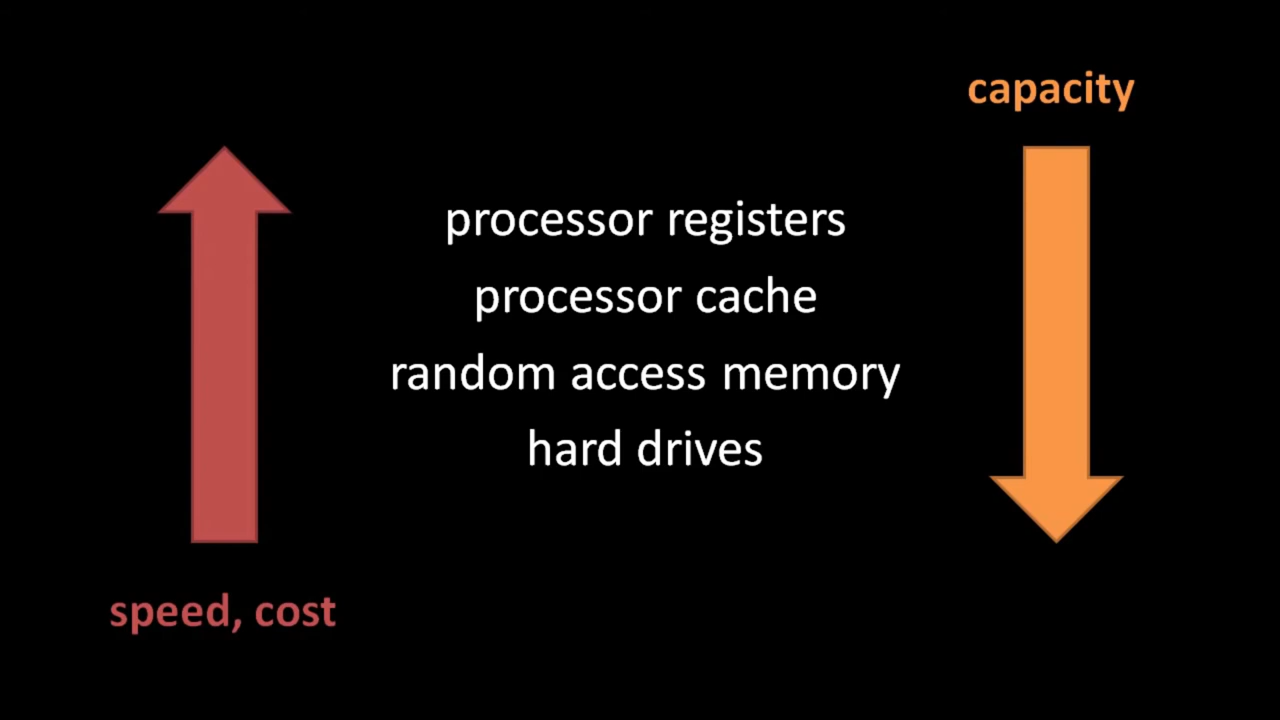 capacity
processor registers
processor cache
random access memory
hard drives
speed, cost